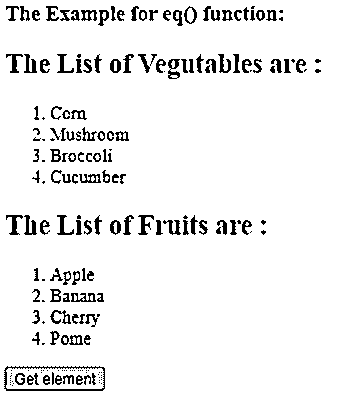 The Example for eq() function:
The List of Vegutables are :
1. Corn
2. Mushroom
3. Broccoli
4. Cucumber
The List of Fruits are :
1. Apple
2. Banana
3. Cherry
4. Pome
Get element